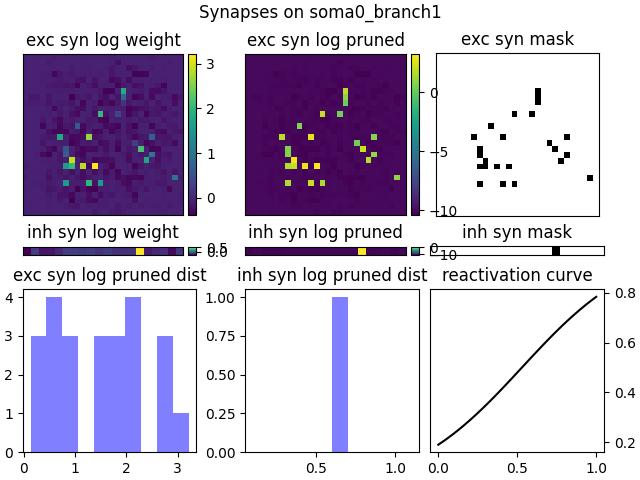 Synapses on soma0_branch1
exc syn log weight
exc syn log pruned
exc syn mask
3
2
1
0
0
−5
−10
inh syn log weight
inh syn log pruned
inh syn mask
0.5
0.0
0
10
exc syn log pruned dist
inh syn log pruned dist
reactivation curve
4
3
2
1
0
0 1 2 3
1.00
0.75
0.50
0.25
0.00
0.5 1.0
0.8
0.6
0.4
0.2
0.0 0.5 1.0